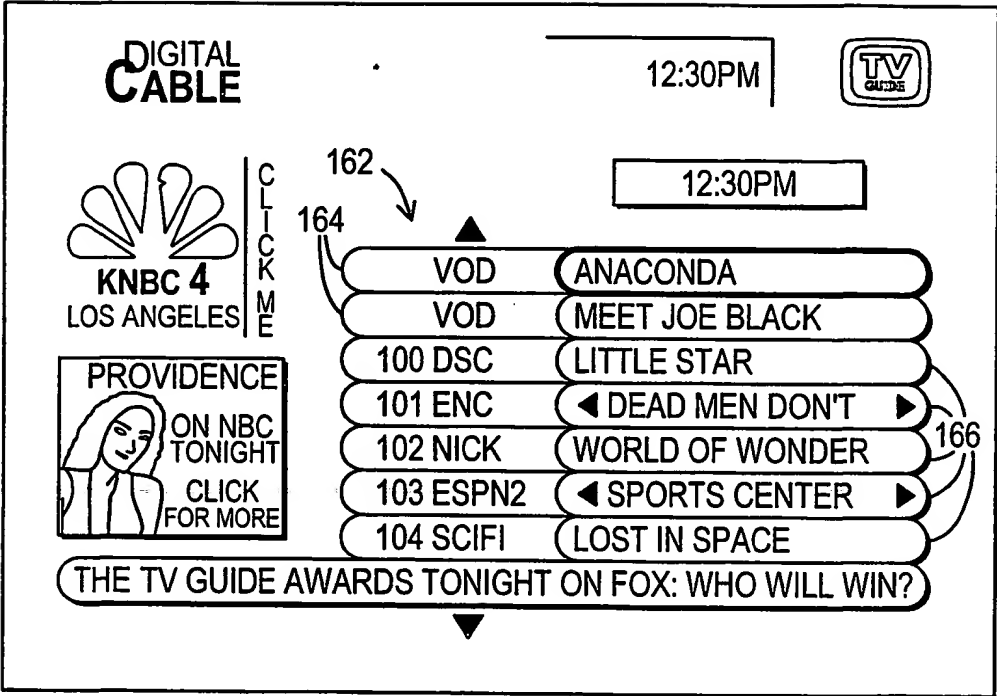 DIGITAL
CABLE
12:30PM
TV
GUIDE
162
164
12:30PM
CLICK ME
KNBC 4
LOS ANGELES
VOD ANACONDA
VOD MEET JOE BLACK
100 DSC LITTLE STAR
101 ENC ◄ DEAD MEN DON'T ►
102 NICK WORLD OF WONDER
103 ESPN2 ◄ SPORTS CENTER ►
104 SCIFI LOST IN SPACE
166
PROVIDENCE
ON NBC
TONIGHT
CLICK
FOR MORE
THE TV GUIDE AWARDS TONIGHT ON FOX: WHO WILL WIN?